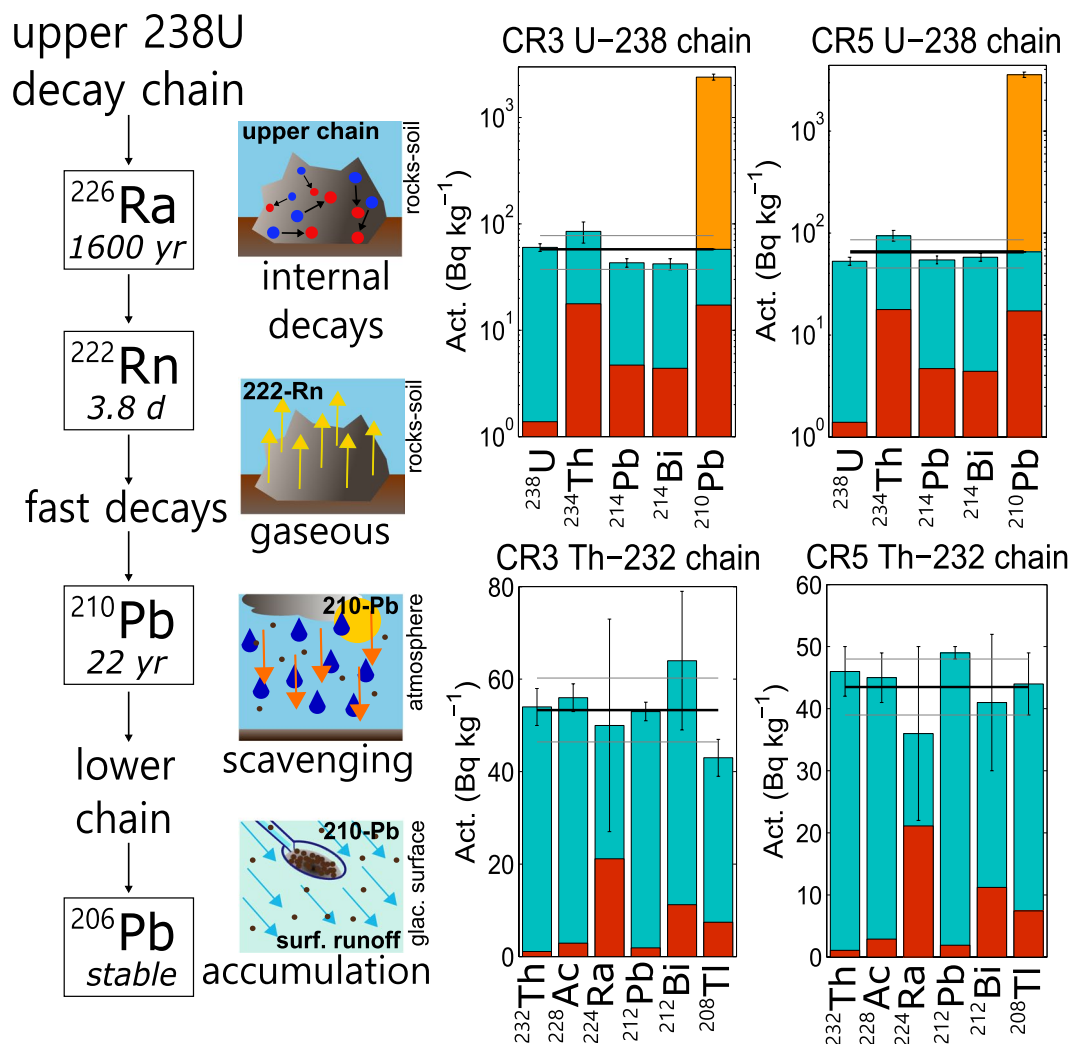 upper 238U
decay chain
226Ra
1600 yr
222Rn
3.8 d
fast decays
210Pb
22 yr
lower
chain
206Pb
stable
upper chain
rocks-soil
internal
decays
222-Rn
rocks-soil
gaseous
210-Pb
atmosphere
scavenging
210-Pb
glac. surface
surf. runoff
accumulation
CR3 U−238 chain
Act. (Bq kg−1)
10^3
10^2
10^1
10^0
238U
234Th
214Pb
214Bi
210Pb
CR5 U−238 chain
Act. (Bq kg−1)
10^3
10^2
10^1
10^0
238U
234Th
214Pb
214Bi
210Pb
CR3 Th−232 chain
Act. (Bq kg−1)
80
60
40
20
0
232Th
228Ac
224Ra
212Pb
212Bi
208Tl
CR5 Th−232 chain
Act. (Bq kg−1)
60
50
40
30
20
10
0
232Th
228Ac
224Ra
212Pb
212Bi
208Tl